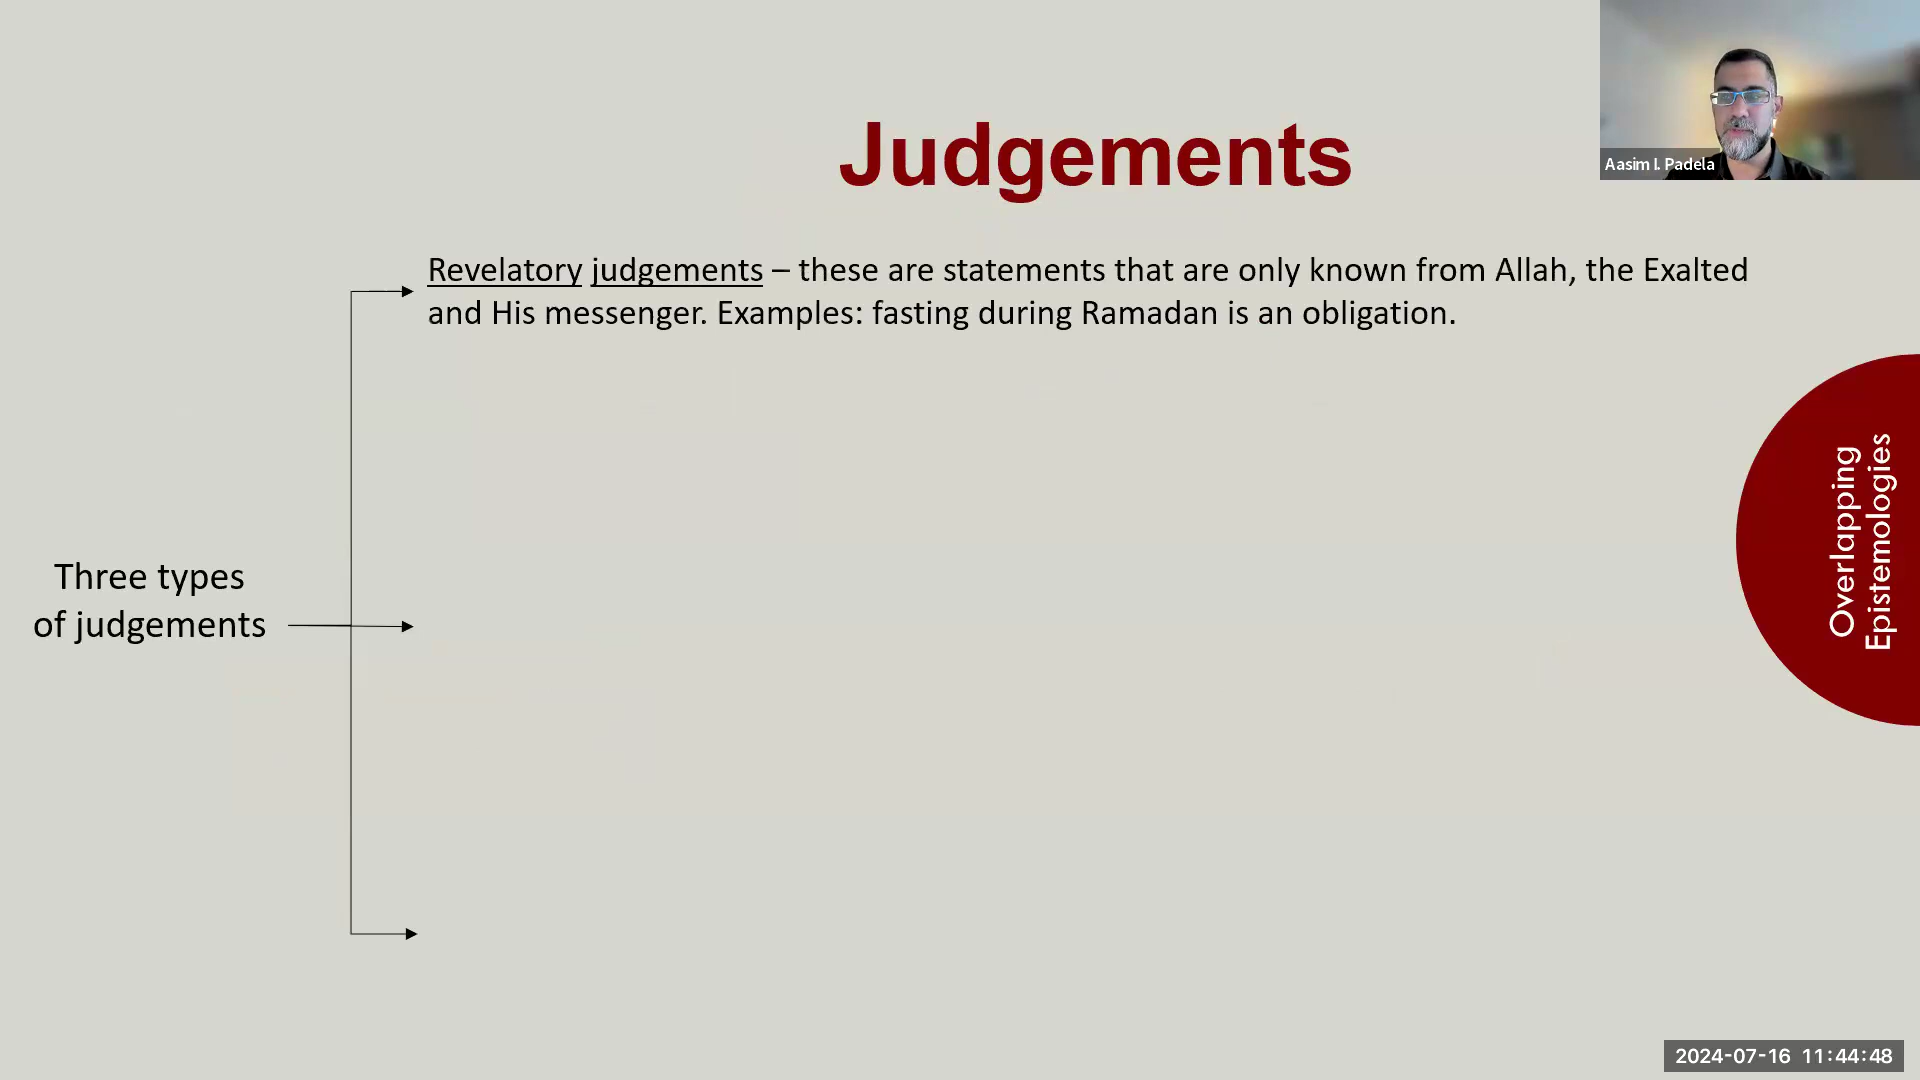 Judgements
Aasim I. Padela
Revelatory judgements – these are statements that are only known from Allah, the Exalted
and His messenger. Examples: fasting during Ramadan is an obligation.
Three types
of judgements
Overlapping
Epistemologies
2024-07-16 11:44:48